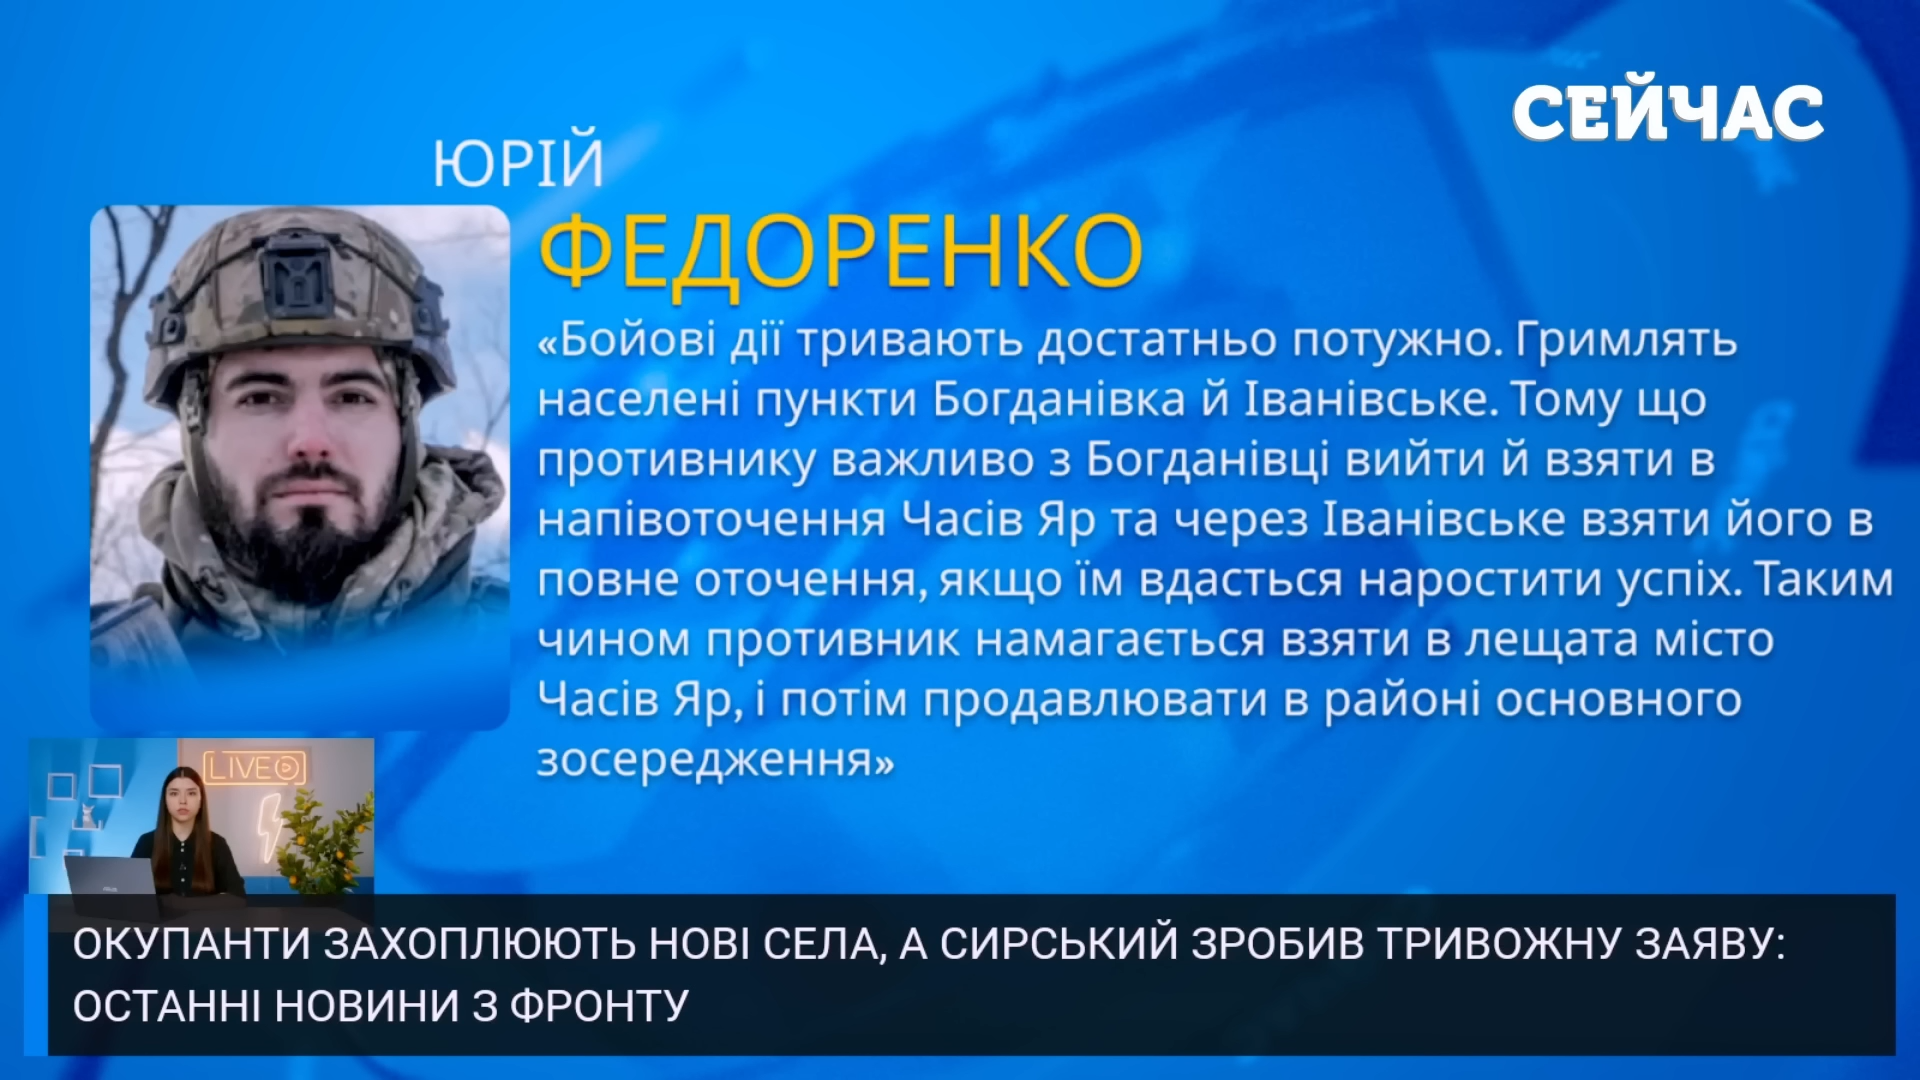 СЕЙЧАС
ЮРІЙ
ФЕДОРЕНКО
«Бойові дії тривають достатньо потужно. Гримлять
населені пункти Богданівка й Іванівське. Тому що
противнику важливо з Богданівці вийти й взяти в
напівоточення Часів Яр та через Іванівське взяти його в
повне оточення, якщо їм вдасться наростити успіх. Таким
чином противник намагається взяти в лещата місто
Часів Яр, і потім продавлювати в районі основного
зосередження»
LIVE
ОКУПАНТИ ЗАХОПЛЮЮТЬ НОВІ СЕЛА, А СИРСЬКИЙ ЗРОБИВ ТРИВОЖНУ ЗАЯВУ:
ОСТАННІ НОВИНИ З ФРОНТУ